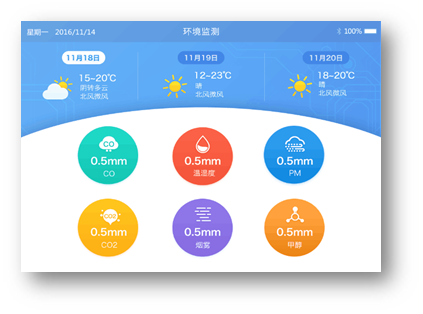 星期一 2016/11/14
环境监测
100%
11月18日
15~20℃
阴转多云
北风微风
11月19日
12~23℃
晴
北风微风
11月20日
18~20℃
晴
北风微风
CO
0.5mm
CO
0.5mm
温湿度
0.5mm
PM
CO2
0.5mm
CO2
0.5mm
烟雾
0.5mm
甲醇